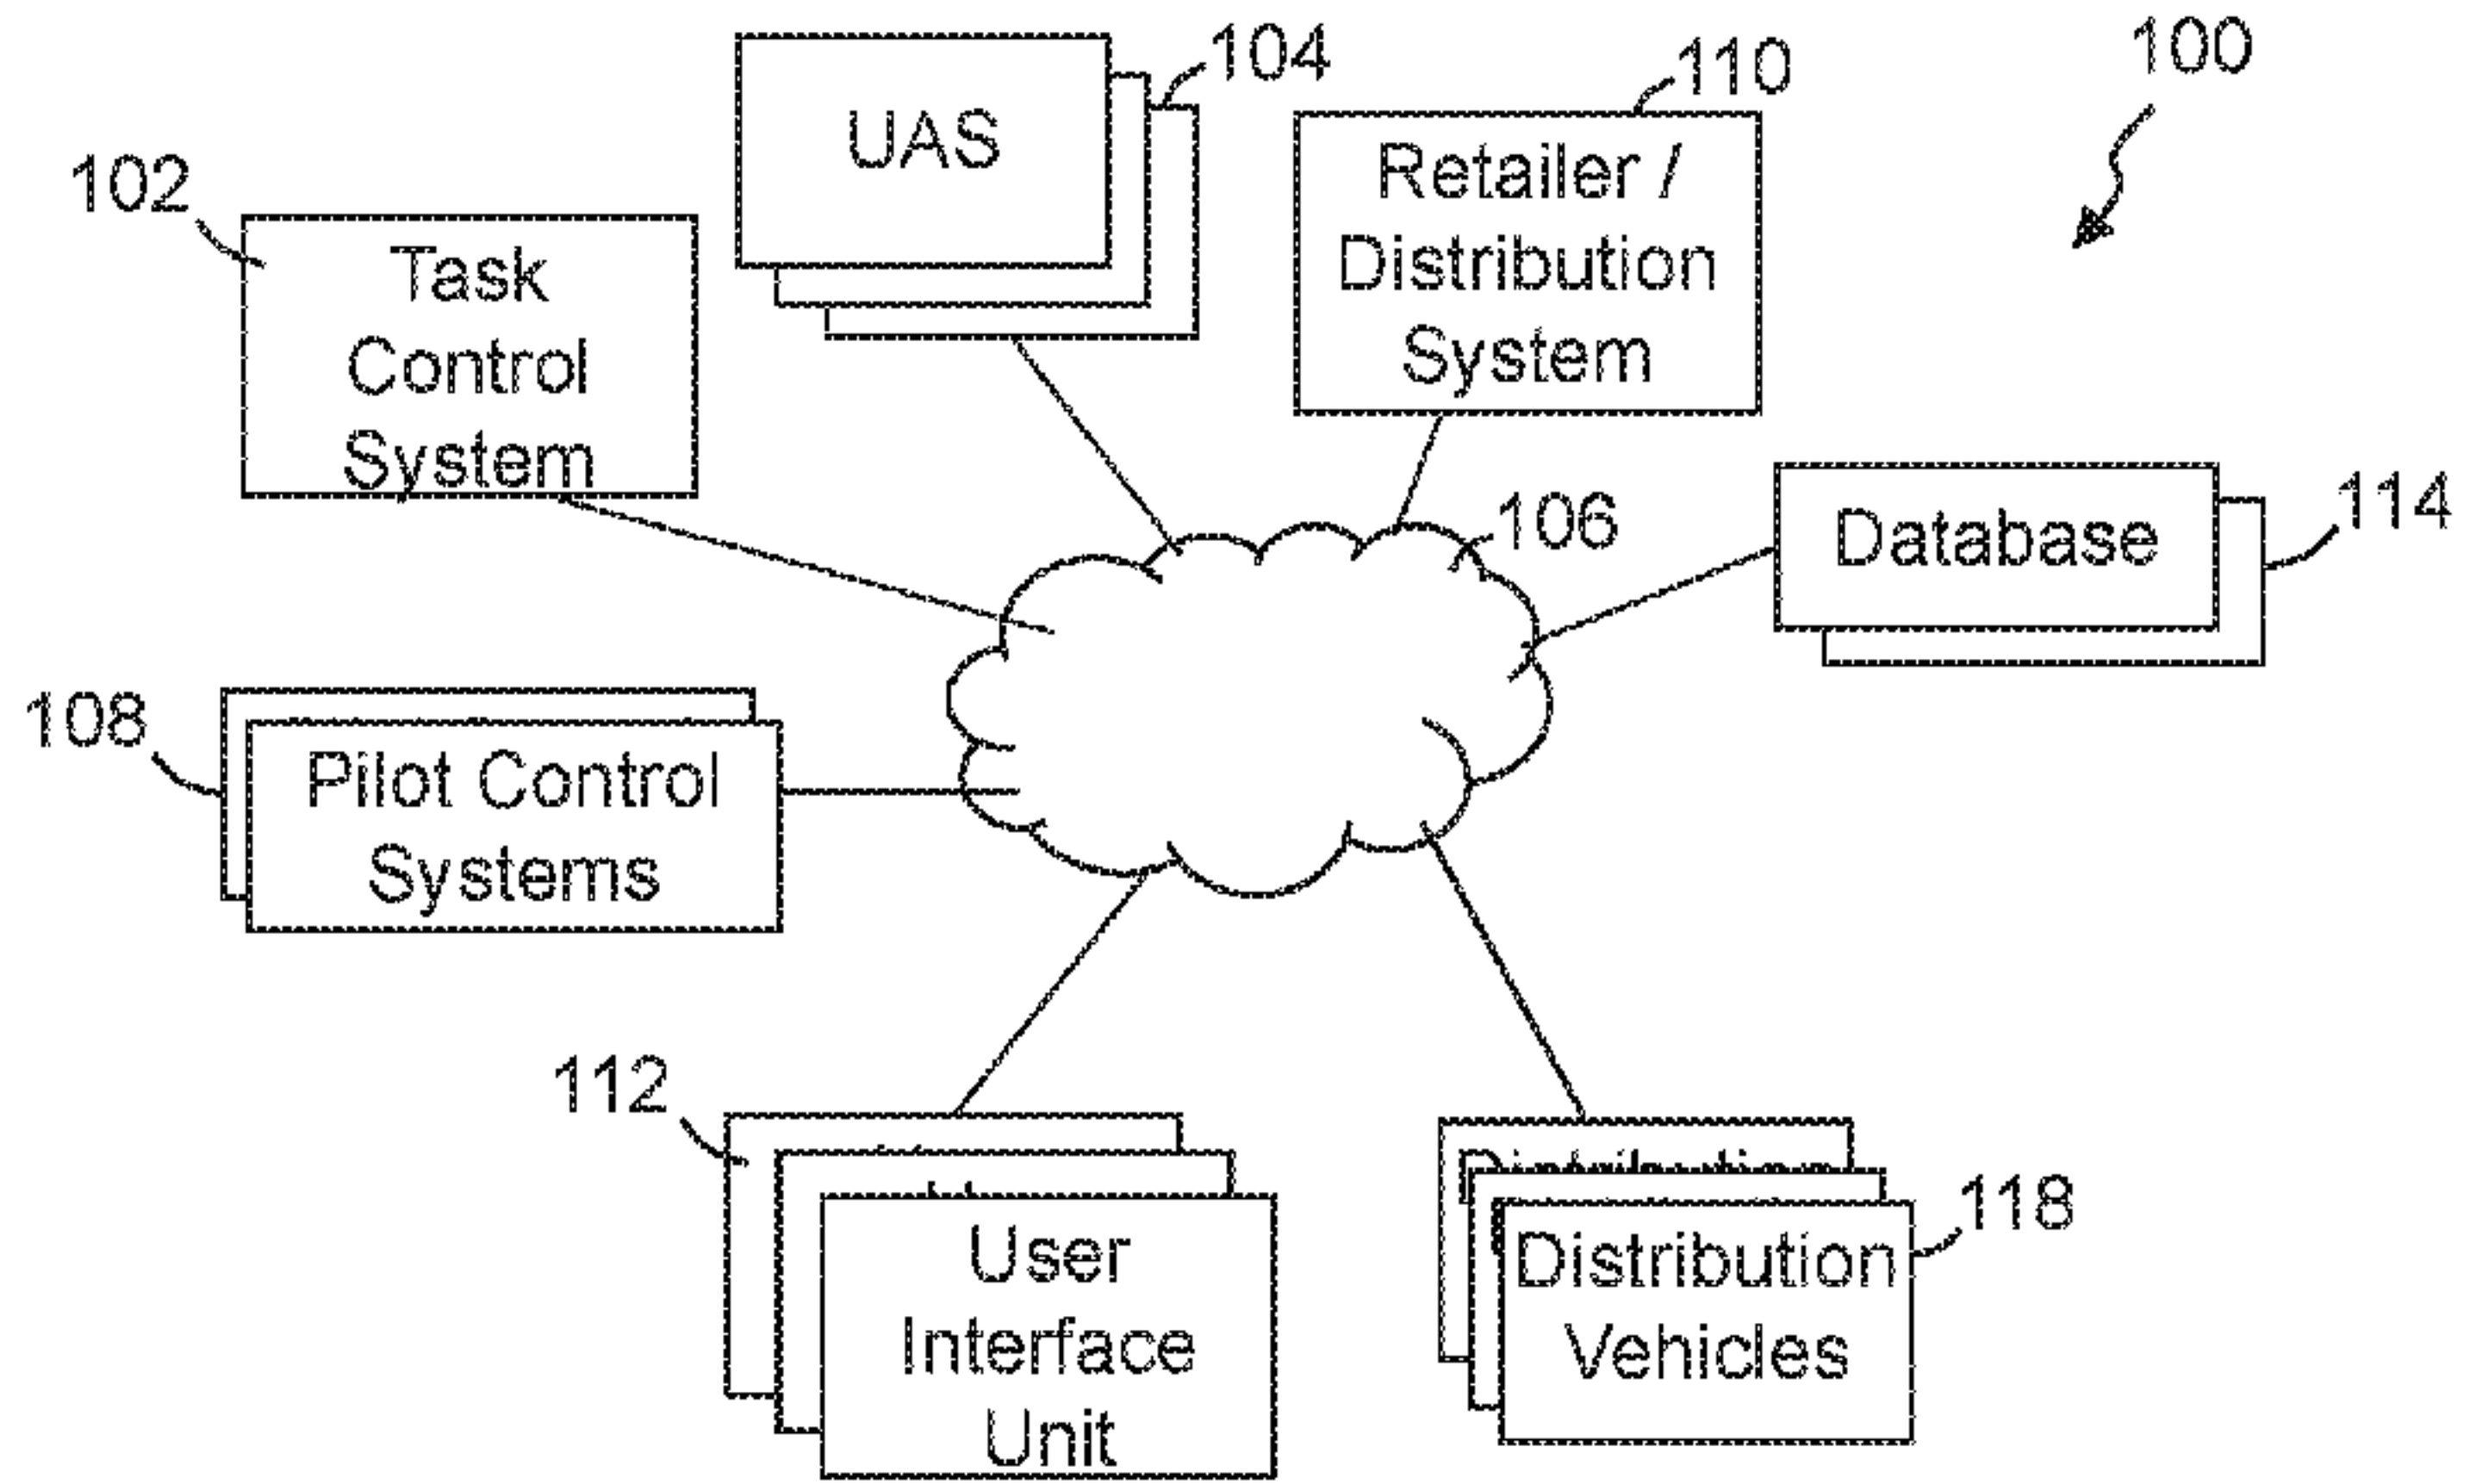 100
104
110
UAS
102
Retailer /
Distribution
System
Task
Control
System
106
114
Database
108
Pilot Control
Systems
112
118
User
Interface
Unit
Distribution
Vehicles